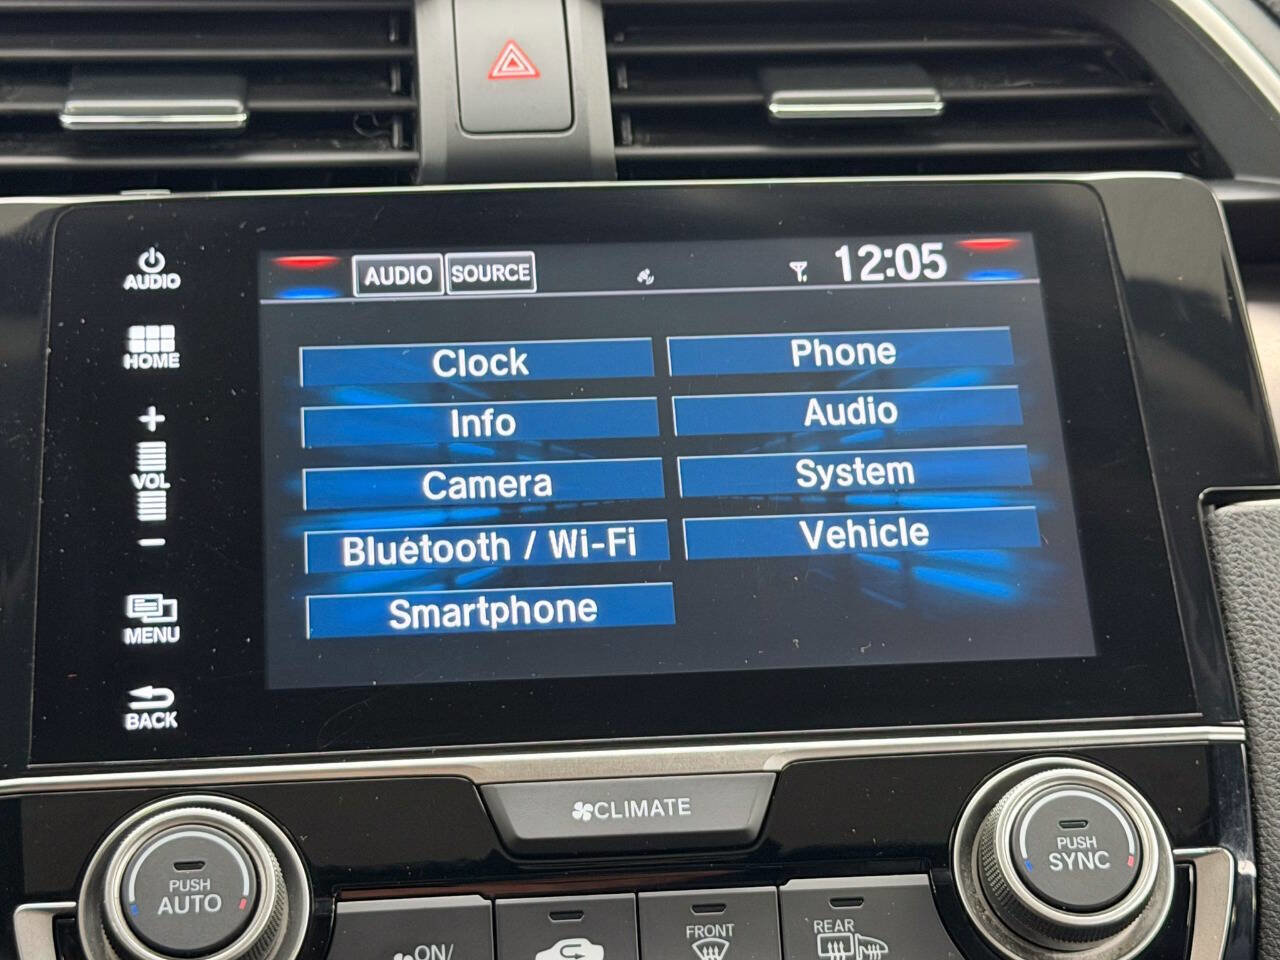 AUDIO
HOME
+
VOL
−
MENU
BACK
AUDIO SOURCE 12:05
Clock Phone
Info Audio
Camera System
Bluetooth / Wi-Fi Vehicle
Smartphone
CLIMATE
PUSH
AUTO
PUSH
SYNC
ON/
FRONT
REAR